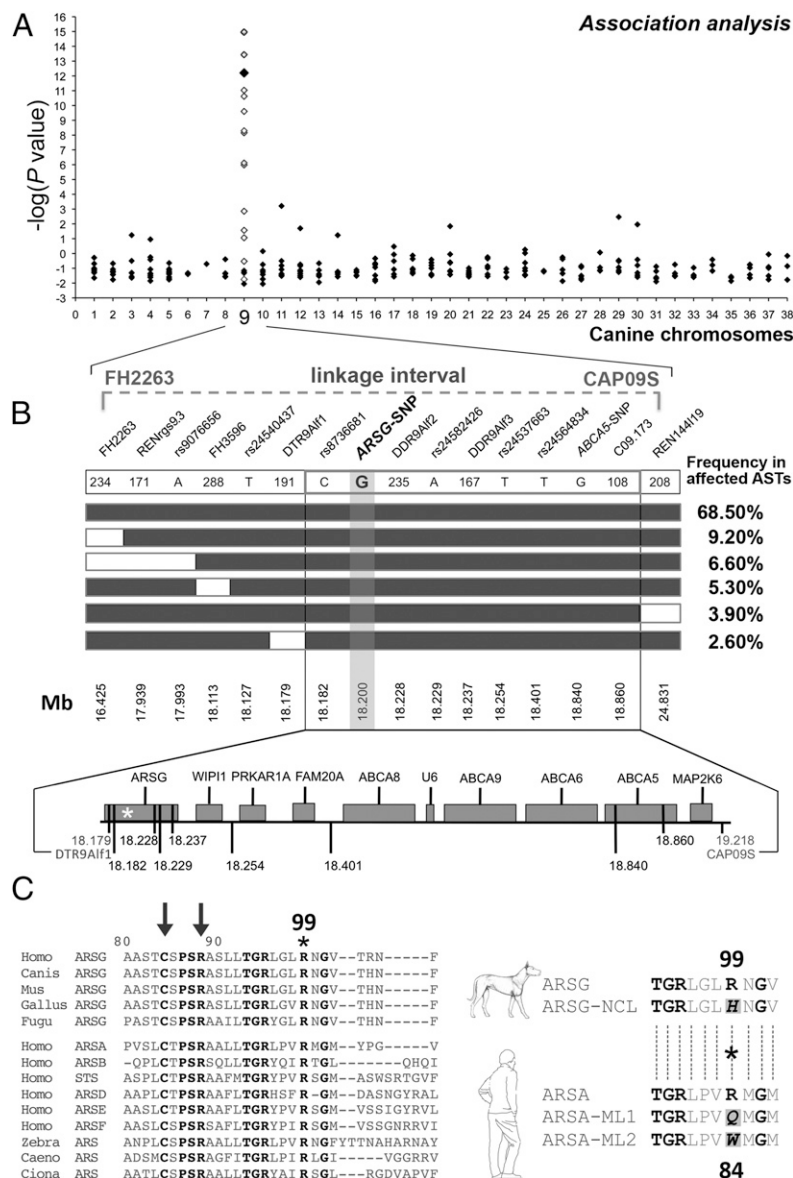 A
Association analysis
16
15
14
13
12
11
10
9
8
7
6
5
4
3
2
1
0
-1
-2
-3
-log(P value)
0 1 2 3 4 5 6 7 8 9 10 11 12 13 14 15 16 17 18 19 20 21 22 23 24 25 26 27 28 29 30 31 32 33 34 35 36 37 38
Canine chromosomes
FH2263 linkage interval CAP09S
B
FH2263 RENrgs93 rs9076656 FH3596 rs24540437 DTR9Alf1 rs8736681 ARSG-SNP DDR9Alf2 rs24582426 DDR9Alf3 rs24537663 rs24564834 ABCA5-SNP C09.173 REN144I19
Frequency in
affected ASTs
234 171 A 288 T 191 C G 235 A 167 T T G 108 208
68.50%
9.20%
6.60%
5.30%
3.90%
2.60%
Mb
16.425 17.939 17.993 18.113 18.127 18.179 18.182 18.200 18.228 18.229 18.237 18.254 18.401 18.840 18.860 24.831
ARSG WIPI1 PRKAR1A FAM20A ABCA8 U6 ABCA9 ABCA6 ABCA5 MAP2K6
*
18.179 18.228 18.237 18.860 19.218
DTR9Alf1 18.182 18.229 18.254 18.401 18.840 CAP09S
C
99
80 90 *
Homo ARSG AASTCSPSRASLLTGRLGLRNGV--TRN-----F
Canis ARSG AASTCSPSRASLLTGRLGLRNGV--THN-----F
Mus ARSG AASTCSPSRASLLTGRLGLRNGV--THN-----F
Gallus ARSG AASTCSPSRASLLTGRLGLRNGV--THN-----F
Fugu ARSG PASTCSPSRAAILTGRYGLRNGV--THN-----F
Homo ARSA PVSLCTPSRAALLTGRLPVRMGM--YPG-----V
Homo ARSB -QPLCTPSRSQLLTGRYQIRTGL-------QHQI
Homo STS ASPLCTPSRAAFMTGRYPVRSGM--ASWSRTGVF
Homo ARSD AAPLCTPSRAAFLTGRHSFR-GM--DASNGYRAL
Homo ARSE AASLCTPSRAAFLTGRYPVRSGM--VSSIGYRVL
Homo ARSF AASLCSPSRSAFLTGRYPIRSGM--VSSGNRRVI
Zebra ARS ANPLCSPSRAALLTGRLPVRNGFYTTNAHARNAY
Caeno ARS ADSMCSPSRAGFITGRLPIRLGI-----VGGRRV
Ciona ARS AATLCSPSRAALLTGRYAIRSGL--RGDVAPVF
99
ARSG TGRLGLRNGV
ARSG-NCL TGRLGLHNGV
*
ARSA TGRLPVRMGM
ARSA-ML1 TGRLPVQMGM
ARSA-ML2 TGRLPVWMGM
84